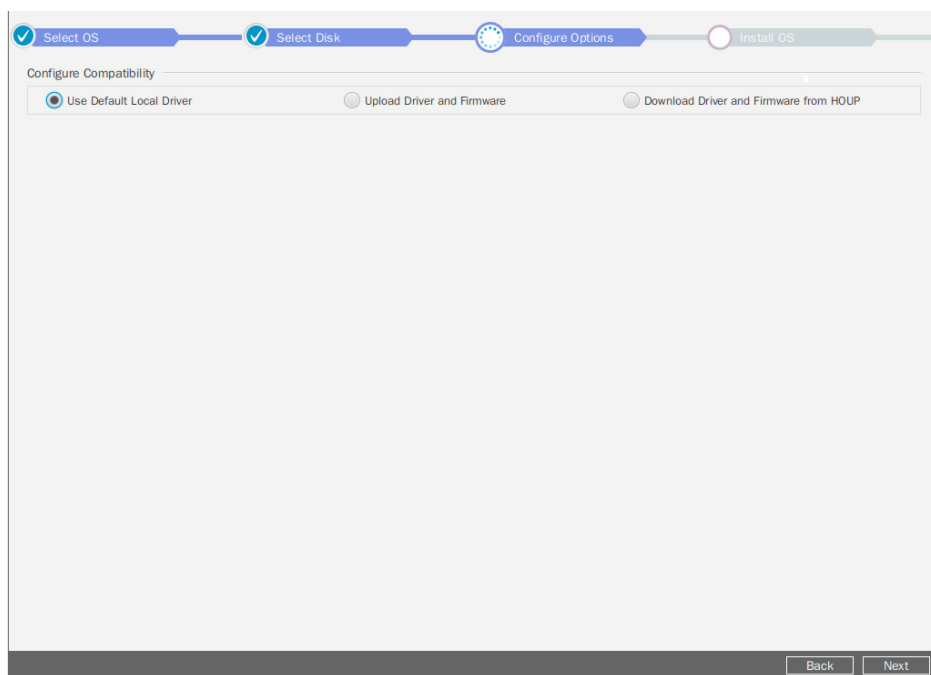 Select OS
Select Disk
Configure Options
Install OS
Configure Compatibility
Use Default Local Driver
Upload Driver and Firmware
Download Driver and Firmware from HOUP
Back
Next